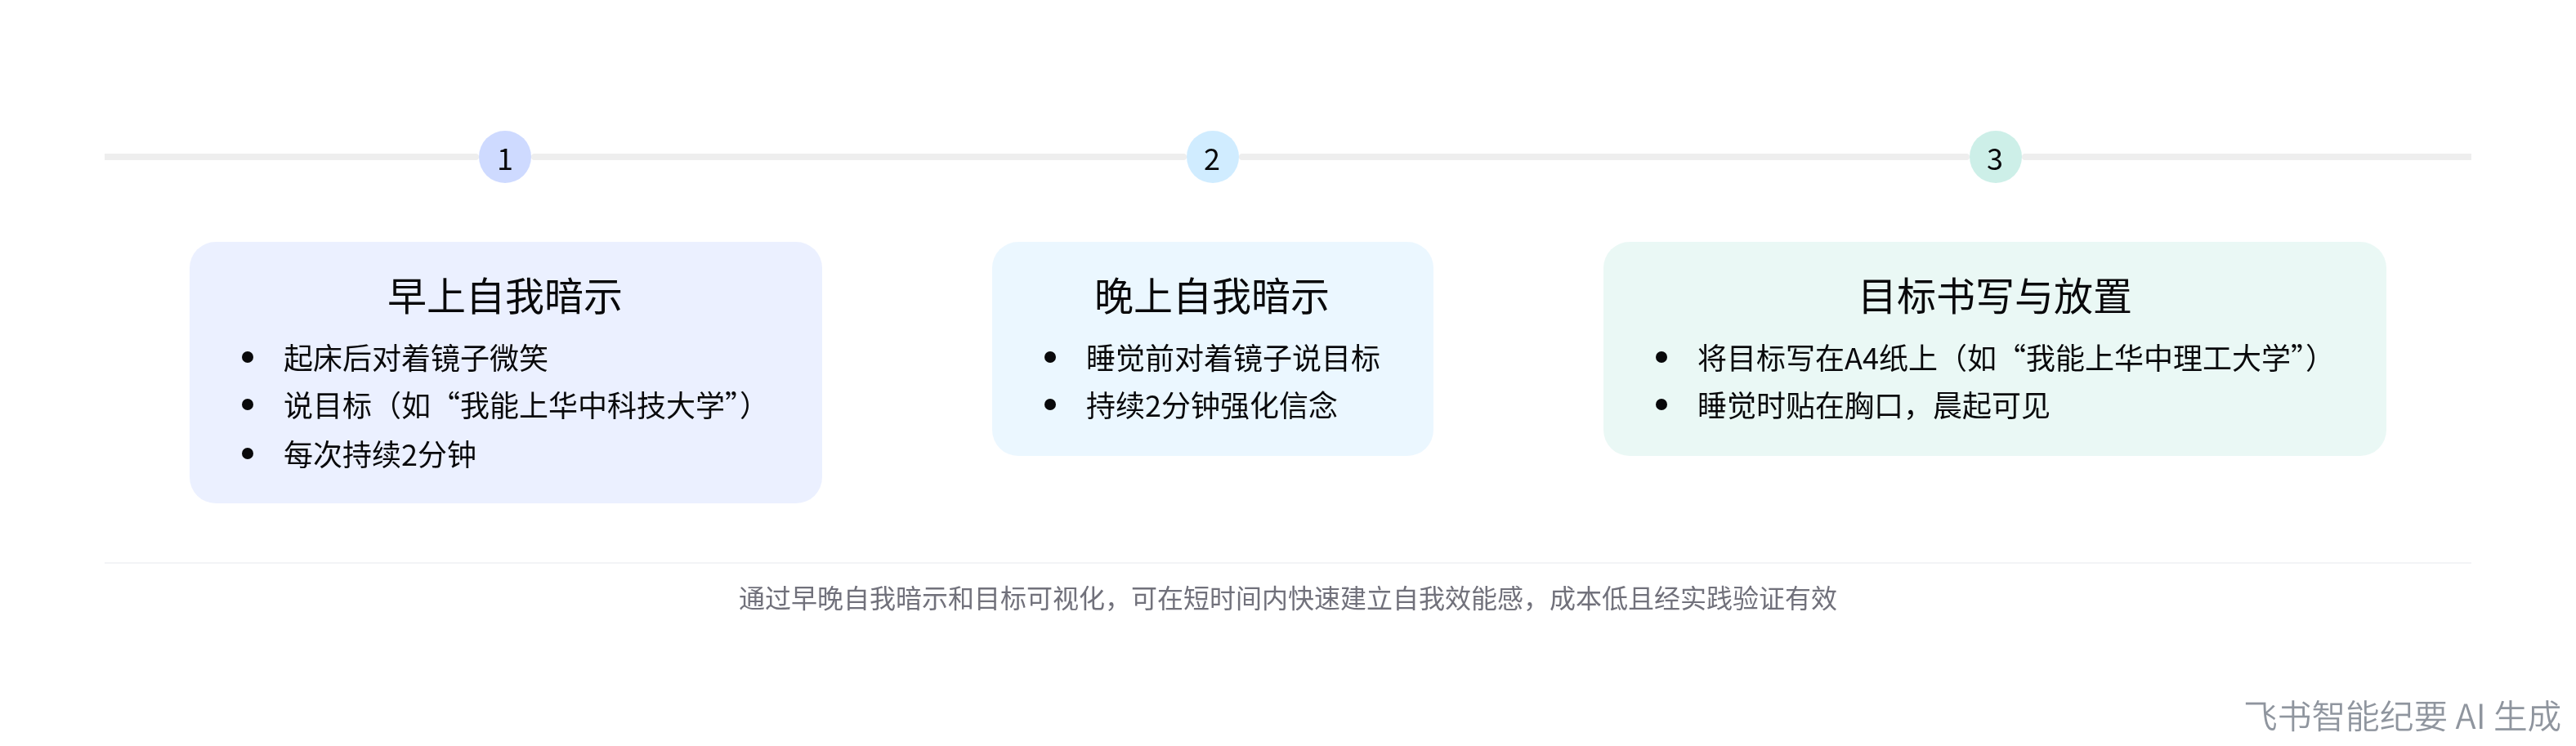 1
2
3
早上自我暗示
• 起床后对着镜子微笑
• 说目标（如“我能上华中科技大学”）
• 每次持续2分钟
晚上自我暗示
• 睡觉前对着镜子说目标
• 持续2分钟强化信念
目标书写与放置
• 将目标写在A4纸上（如“我能上华中理工大学”）
• 睡觉时贴在胸口，晨起可见
通过早晚自我暗示和目标可视化，可在短时间内快速建立自我效能感，成本低且经实践验证有效
飞书智能纪要 AI 生成